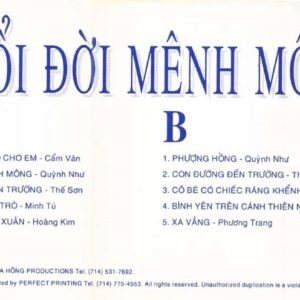 ỔI ĐỜI MÊNH MÔ
B
CHO EM - Cẩm Vân
H MÔNG - Quỳnh Như
N TRƯỜNG - Thế Sơn
TRÒ - Minh Tú
XUÂN - Hoàng Kim
1. PHƯỢNG HỒNG - Quỳnh Như
2. CON ĐƯỜNG ĐẾN TRƯỜNG - Th
3. CÔ BÉ CÓ CHIẾC RĂNG KHỂNH
4. BÌNH YÊN TRÊN CÁNH THIÊN N
5. XA VẮNG - Phương Trang
A HỒNG PRODUCTIONS Tel. (714) 531-7692.
ted by PERFECT PRINTING Tel. (714) 775-4553. All rights reserved. Unauthorized duplication is a viola